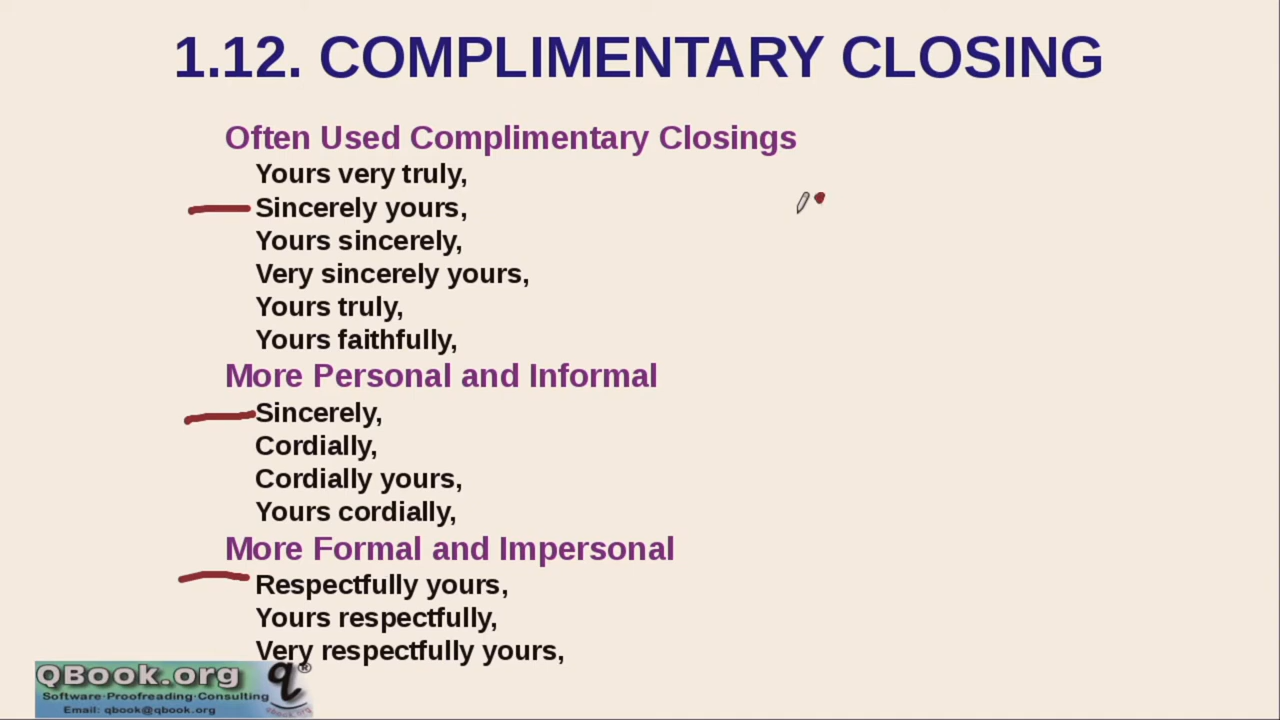 1.12. COMPLIMENTARY CLOSING
Often Used Complimentary Closings
Yours very truly,
Sincerely yours,
Yours sincerely,
Very sincerely yours,
Yours truly,
Yours faithfully,
More Personal and Informal
Sincerely,
Cordially,
Cordially yours,
Yours cordially,
More Formal and Impersonal
Respectfully yours,
Yours respectfully,
Very respectfully yours,
QBook.org q®
Software·Proofreading·Consulting
Email: qbook@qbook.org qbook.org